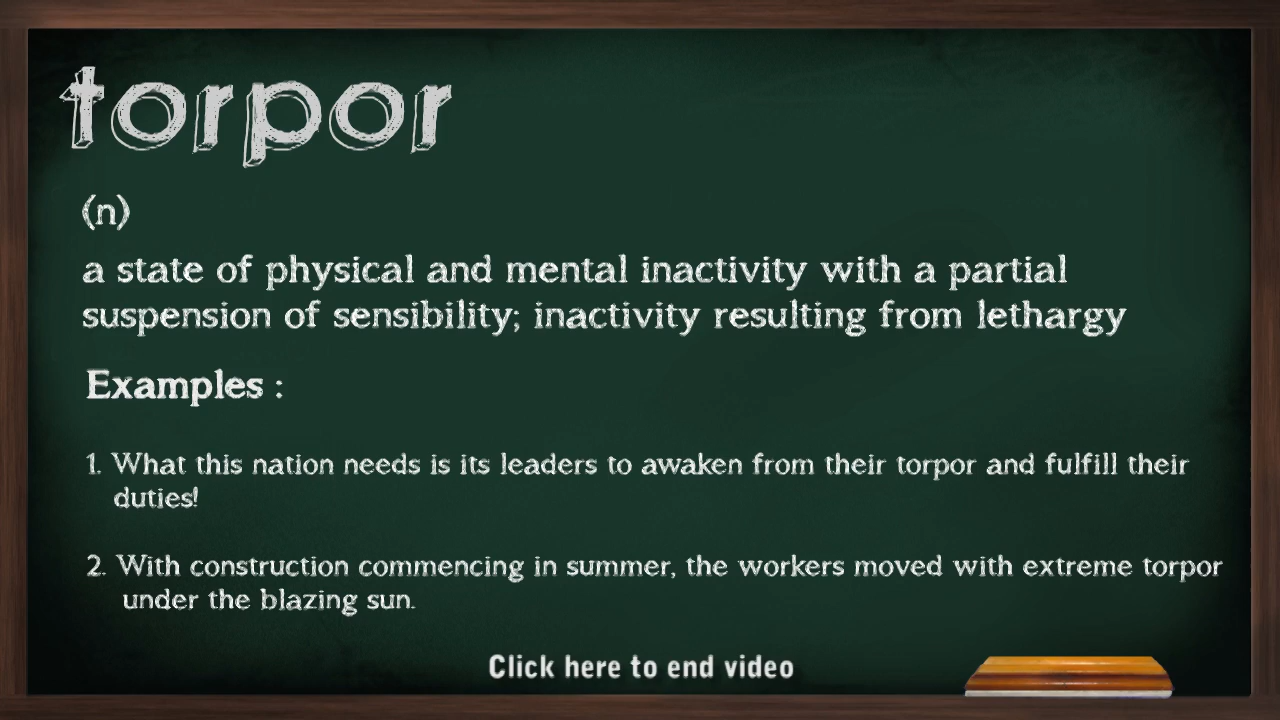 torpor
(n)
a state of physical and mental inactivity with a partial
suspension of sensibility; inactivity resulting from lethargy
Examples :
1. What this nation needs is its leaders to awaken from their torpor and fulfill their
duties!
2. With construction commencing in summer, the workers moved with extreme torpor
under the blazing sun.
Click here to end video